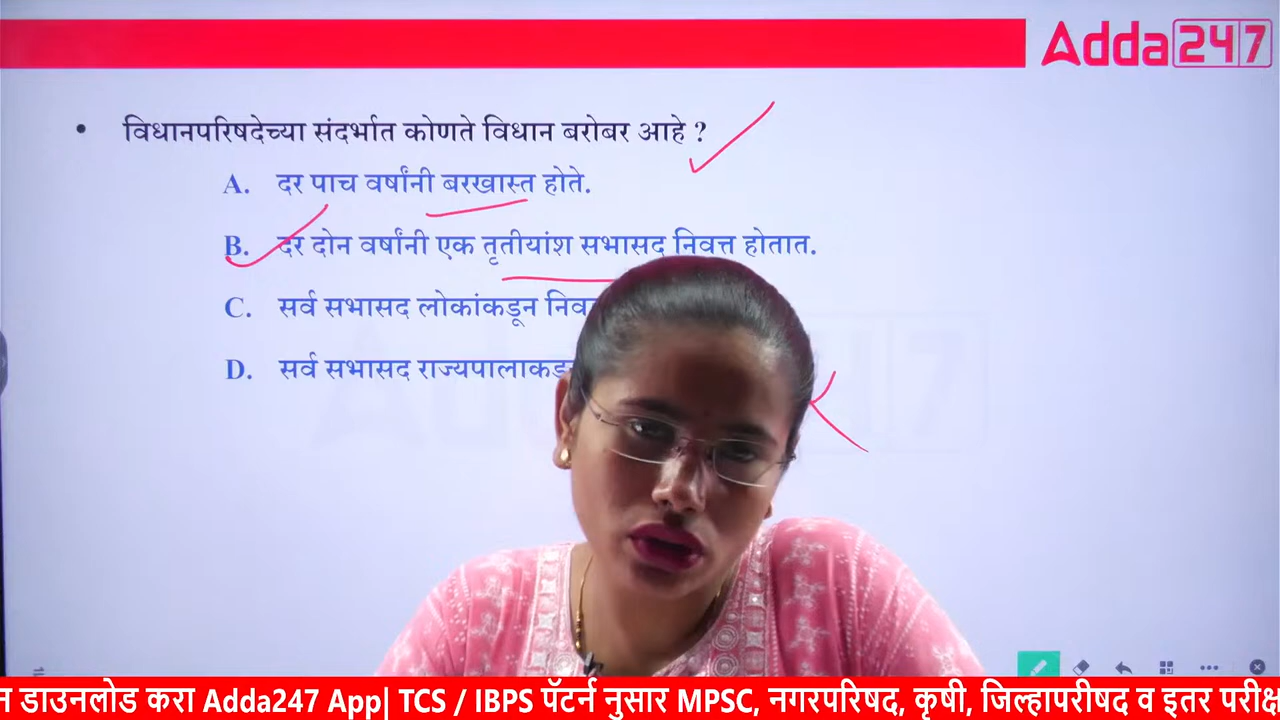 Adda247
• विधानपरिषदेच्या संदर्भात कोणते विधान बरोबर आहे ?
A. दर पाच वर्षांनी बरखास्त होते.
B. दर दोन वर्षांनी एक तृतीयांश सभासद निवत्त होतात.
C. सर्व सभासद लोकांकडून
D. सर्व सभासद
न डाउनलोड करा Adda247 App| TCS / IBPS पॅटर्न नुसार MPSC, नगरपरिषद, कृषी, जिल्हापरीषद व इतर